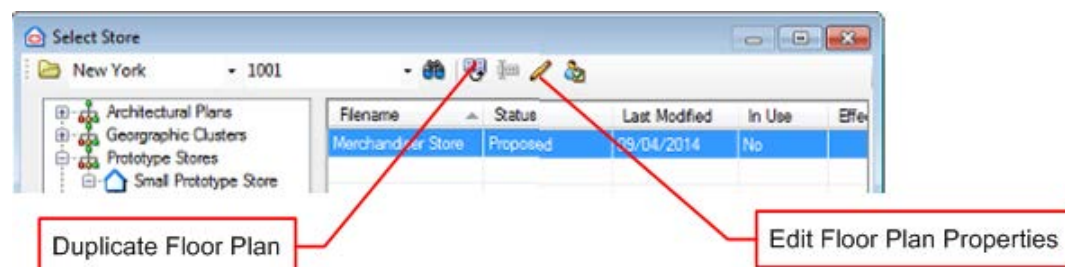 Select Store
New York 1001
Architectural Plans
Georgraphic Clusters
Prototype Stores
Small Prototype Store
Filename Status Last Modified In Use Effe
Merchandiser Store Proposed 09/04/2014 No
Duplicate Floor Plan
Edit Floor Plan Properties